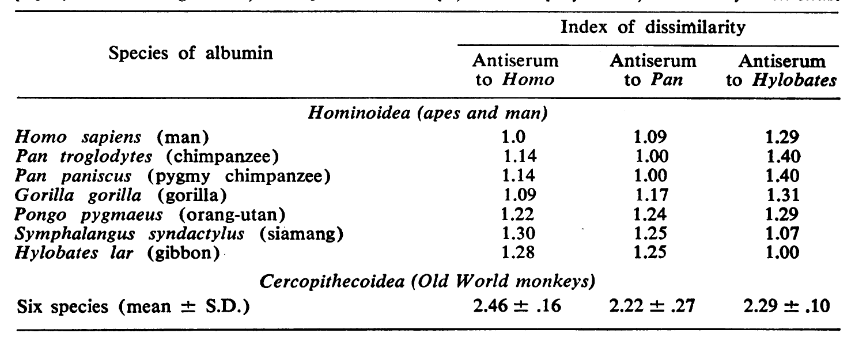 Index of dissimilarity
Species of albumin
Antiserum to Homo
Antiserum to Pan
Antiserum to Hylobates
Hominoidea (apes and man)
Homo sapiens (man) 1.0 1.09 1.29
Pan troglodytes (chimpanzee) 1.14 1.00 1.40
Pan paniscus (pygmy chimpanzee) 1.14 1.00 1.40
Gorilla gorilla (gorilla) 1.09 1.17 1.31
Pongo pygmaeus (orang-utan) 1.22 1.24 1.29
Symphalangus syndactylus (siamang) 1.30 1.25 1.07
Hylobates lar (gibbon) 1.28 1.25 1.00
Cercopithecoidea (Old World monkeys)
Six species (mean ± S.D.) 2.46 ± .16 2.22 ± .27 2.29 ± .10